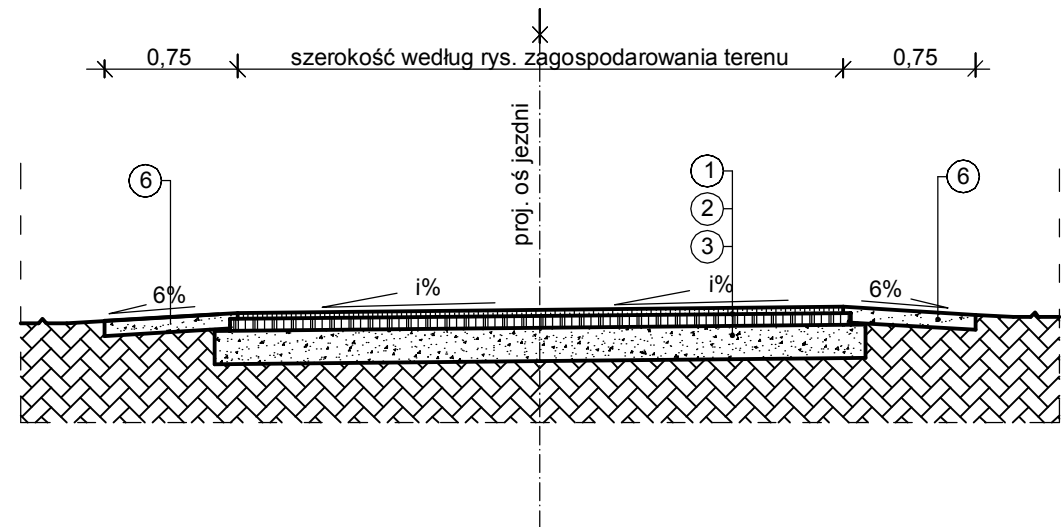 0,75
szerokość według rys. zagospodarowania terenu
0,75
proj. oś jezdni
6
1
2
3
6
6%
i%
i%
6%